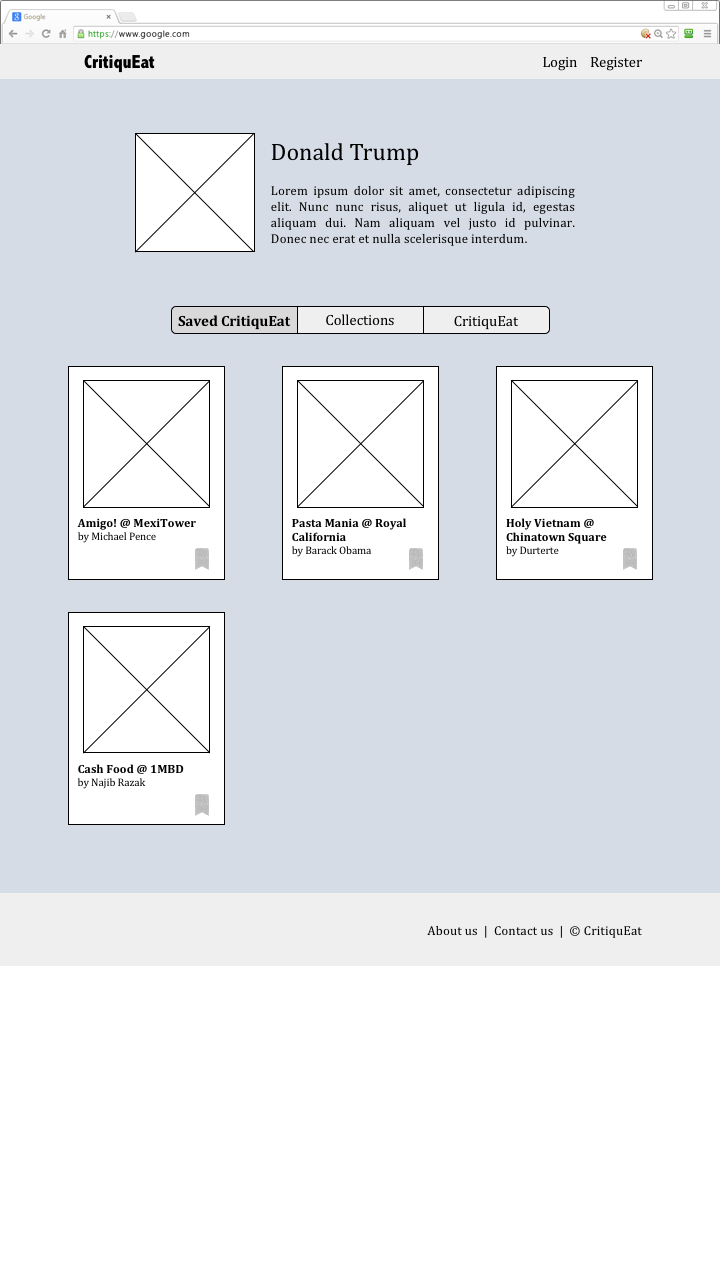 Google
https://www.google.com
CritiquEat
Login Register
Donald Trump
Lorem ipsum dolor sit amet, consectetur adipiscing
elit. Nunc nunc risus, aliquet ut ligula id, egestas
aliquam dui. Nam aliquam vel justo id pulvinar.
Donec nec erat et nulla scelerisque interdum.
Saved CritiquEat Collections CritiquEat
Amigo! @ MexiTower
by Michael Pence
Pasta Mania @ Royal
California
by Barack Obama
Holy Vietnam @
Chinatown Square
by Durterte
Cash Food @ 1MBD
by Najib Razak
About us | Contact us | © CritiquEat